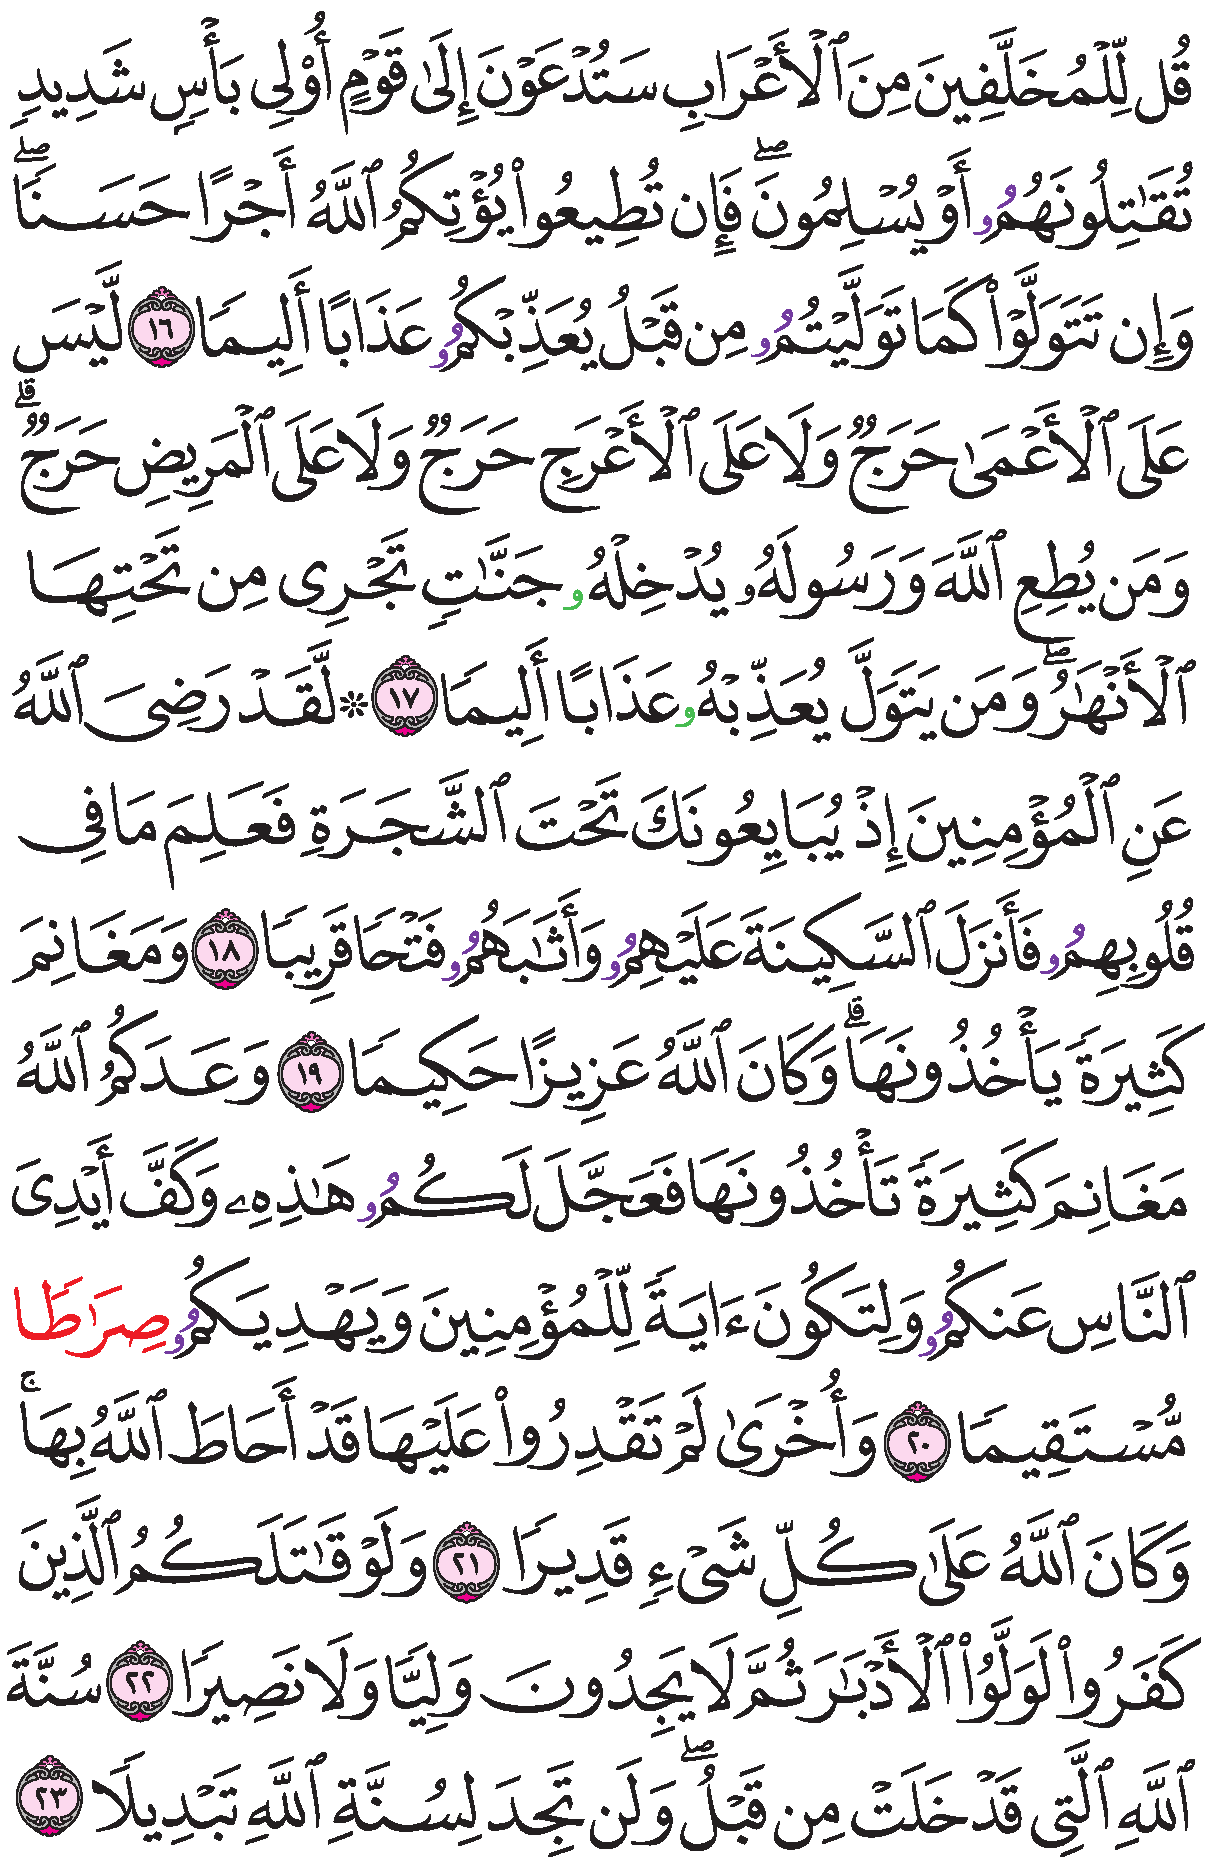 قُل لِّلْمُخَلَّفِينَ مِنَ ٱلْأَعْرَابِ سَتُدْعَوْنَ إِلَىٰ قَوْمٍ أُو۟لِى بَأْسٍ شَدِيدٍ
تُقَـٰتِلُونَهُمُۥ أَوْ يُسْلِمُونَ ۖ فَإِن تُطِيعُوا۟ يُؤْتِكُمُ ٱللَّهُ أَجْرًا حَسَنًا ۖ
وَإِن تَتَوَلَّوْا۟ كَمَا تَوَلَّيْتُمُۥ مِن قَبْلُ يُعَذِّبْكُمُۥ عَذَابًا أَلِيمًا ١٦ لَّيْسَ
عَلَى ٱلْأَعْمَىٰ حَرَجٌ وَلَا عَلَى ٱلْأَعْرَجِ حَرَجٌ وَلَا عَلَى ٱلْمَرِيضِ حَرَجٌ ۗ
وَمَن يُطِعِ ٱللَّهَ وَرَسُولَهُۥ يُدْخِلْهُۥ جَنَّـٰتٍ تَجْرِى مِن تَحْتِهَا
ٱلْأَنْهَـٰرُ ۖ وَمَن يَتَوَلَّ يُعَذِّبْهُۥ عَذَابًا أَلِيمًا ١٧ ۞ لَّقَدْ رَضِىَ ٱللَّهُ
عَنِ ٱلْمُؤْمِنِينَ إِذْ يُبَايِعُونَكَ تَحْتَ ٱلشَّجَرَةِ فَعَلِمَ مَا فِى
قُلُوبِهِمُۥ فَأَنزَلَ ٱلسَّكِينَةَ عَلَيْهِمُۥ وَأَثَـٰبَهُمُۥ فَتْحًا قَرِيبًا ١٨ وَمَغَانِمَ
كَثِيرَةً يَأْخُذُونَهَا ۗ وَكَانَ ٱللَّهُ عَزِيزًا حَكِيمًا ١٩ وَعَدَكُمُ ٱللَّهُ
مَغَانِمَ كَثِيرَةً تَأْخُذُونَهَا فَعَجَّلَ لَكُمُۥ هَـٰذِهِۦ وَكَفَّ أَيْدِىَ
ٱلنَّاسِ عَنكُمُۥ وَلِتَكُونَ ءَايَةً لِّلْمُؤْمِنِينَ وَيَهْدِيَكُمُۥ صِرَٰطًا
مُّسْتَقِيمًا ٢٠ وَأُخْرَىٰ لَمْ تَقْدِرُوا۟ عَلَيْهَا قَدْ أَحَاطَ ٱللَّهُ بِهَا ۚ
وَكَانَ ٱللَّهُ عَلَىٰ كُلِّ شَىْءٍ قَدِيرًا ٢١ وَلَوْ قَـٰتَلَكُمُ ٱلَّذِينَ
كَفَرُوا۟ لَوَلَّوُا۟ ٱلْأَدْبَـٰرَ ثُمَّ لَا يَجِدُونَ وَلِيًّا وَلَا نَصِيرًا ٢٢ سُنَّةَ
ٱللَّهِ ٱلَّتِى قَدْ خَلَتْ مِن قَبْلُ ۖ وَلَن تَجِدَ لِسُنَّةِ ٱللَّهِ تَبْدِيلًا ٢٣